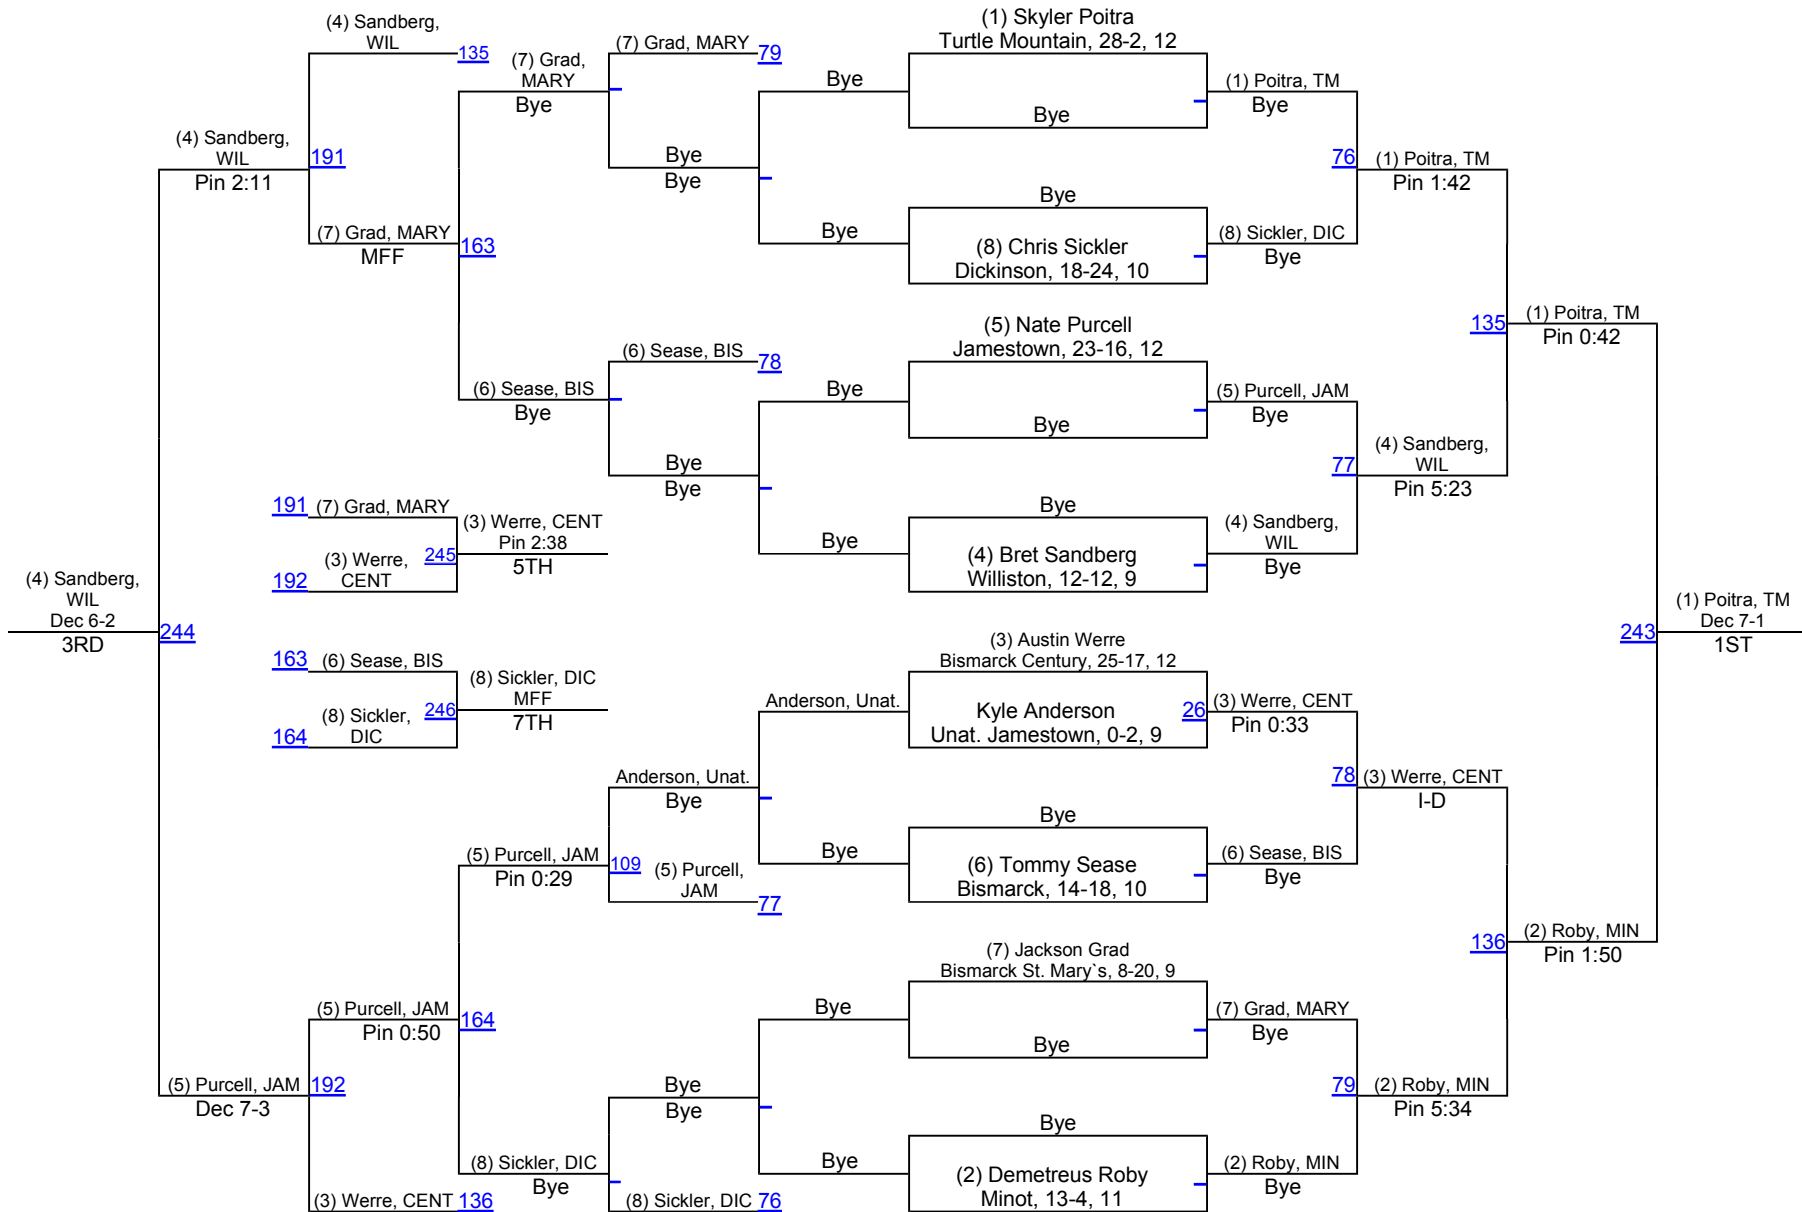 (4) Sandberg,
WIL
135
(4) Sandberg,
WIL
Pin 2:11
191
(7) Grad, MARY
MFF
163
(7) Grad,
MARY
Bye
(7) Grad, MARY
79
Bye
Bye
Bye
Bye
(6) Sease, BIS
Bye
(6) Sease, BIS
78
Bye
Bye
Bye
Bye
(1) Skyler Poitra
Turtle Mountain, 28-2, 12
Bye
Bye
(8) Chris Sickler
Dickinson, 18-24, 10
(5) Nate Purcell
Jamestown, 23-16, 12
Bye
Bye
(4) Bret Sandberg
Williston, 12-12, 9
(1) Poitra, TM
Bye
76
(8) Sickler, DIC
Bye
(1) Poitra, TM
Pin 1:42
(5) Purcell, JAM
Bye
77
(4) Sandberg,
WIL
Bye
(4) Sandberg,
WIL
Pin 5:23
135
(1) Poitra, TM
Pin 0:42
191
(7) Grad, MARY
(3) Werre,
CENT
192
245
(3) Werre, CENT
Pin 2:38
5TH
(4) Sandberg,
WIL
Dec 6-2
3RD
244
163
(6) Sease, BIS
(8) Sickler,
DIC
164
246
(8) Sickler, DIC
MFF
7TH
243
(1) Poitra, TM
Dec 7-1
1ST
(3) Austin Werre
Bismarck Century, 25-17, 12
Kyle Anderson
Unat. Jamestown, 0-2, 9
26
(3) Werre, CENT
Pin 0:33
Anderson, Unat.
Anderson, Unat.
Bye
Bye
Bye
(6) Tommy Sease
Bismarck, 14-18, 10
(6) Sease, BIS
Bye
78
(3) Werre, CENT
I-D
(5) Purcell, JAM
Pin 0:29
109
(5) Purcell,
JAM
77
(7) Jackson Grad
Bismarck St. Mary`s, 8-20, 9
Bye
Bye
(2) Demetreus Roby
Minot, 13-4, 11
(7) Grad, MARY
Bye
79
(2) Roby, MIN
Bye
(2) Roby, MIN
Pin 5:34
136
(2) Roby, MIN
Pin 1:50
(5) Purcell, JAM
Pin 0:50
164
Bye
Bye
Bye
Bye
(5) Purcell, JAM
Dec 7-3
192
(8) Sickler, DIC
Bye
(3) Werre, CENT
136
(8) Sickler, DIC
76